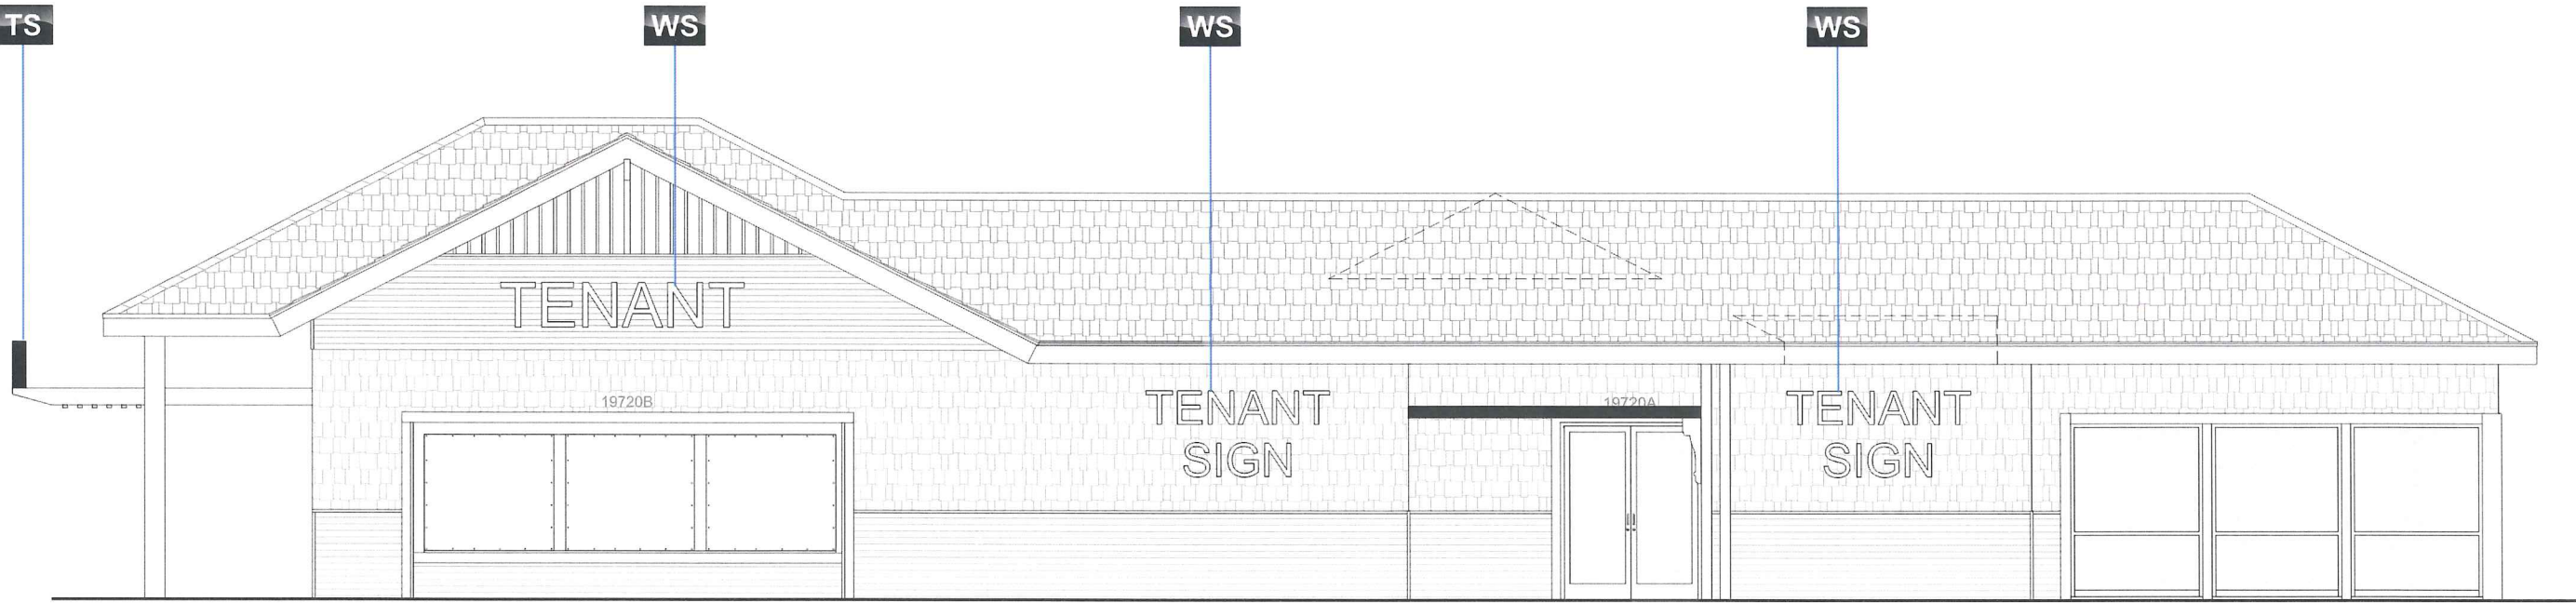 TS
WS
WS
WS
TENANT
19720B
TENANT
SIGN
19720A
TENANT
SIGN